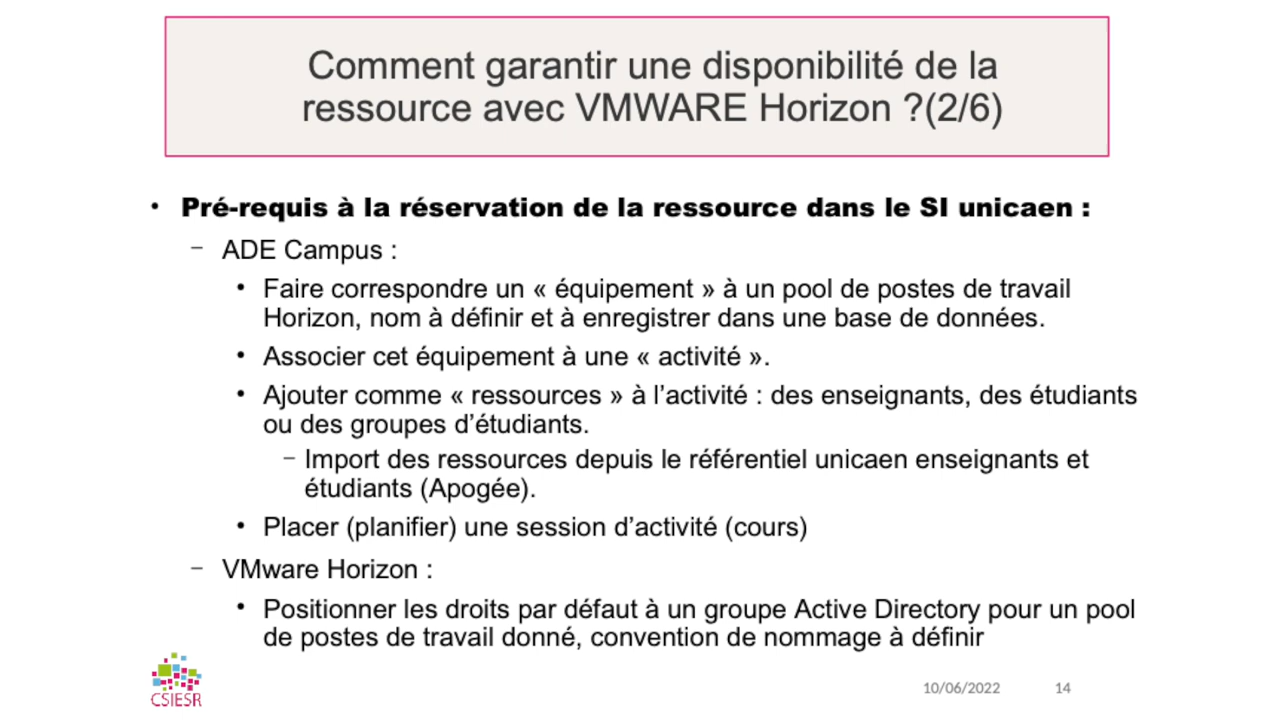 Comment garantir une disponibilité de la
ressource avec VMWARE Horizon ?(2/6)
• Pré-requis à la réservation de la ressource dans le SI unicaen :
– ADE Campus :
• Faire correspondre un « équipement » à un pool de postes de travail
Horizon, nom à définir et à enregistrer dans une base de données.
• Associer cet équipement à une « activité ».
• Ajouter comme « ressources » à l’activité : des enseignants, des étudiants
ou des groupes d’étudiants.
– Import des ressources depuis le référentiel unicaen enseignants et
étudiants (Apogée).
• Placer (planifier) une session d’activité (cours)
– VMware Horizon :
• Positionner les droits par défaut à un groupe Active Directory pour un pool
de postes de travail donné, convention de nommage à définir
CSIESR
10/06/2022 14